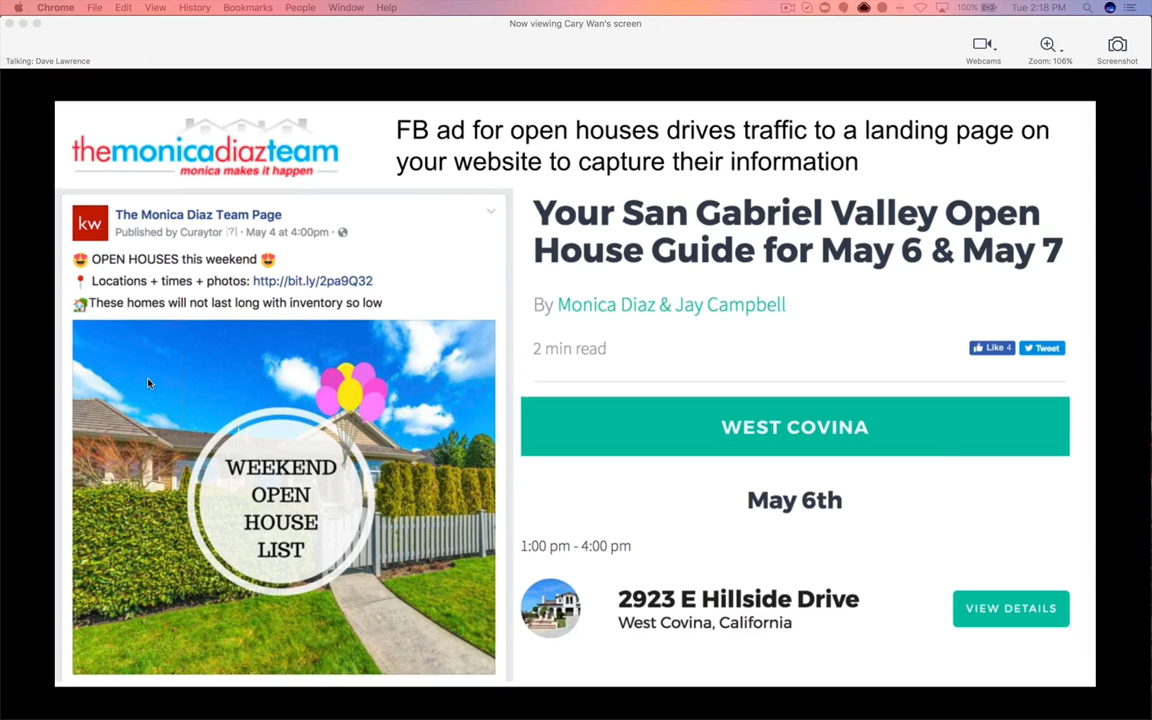 Chrome File Edit View History Bookmarks People Window Help 100% Tue 2:18 PM
Now viewing Cary Wan's screen
Talking: Dave Lawrence
Webcams
Zoom: 106%
Screenshot
themonicadiazteam
monica makes it happen
FB ad for open houses drives traffic to a landing page on
your website to capture their information
kw
The Monica Diaz Team Page
Published by Curaytor [?] · May 4 at 4:00pm ·
OPEN HOUSES this weekend
Locations + times + photos: http://bit.ly/2pa9Q32
These homes will not last long with inventory so low
WEEKEND
OPEN
HOUSE
LIST
Your San Gabriel Valley Open
House Guide for May 6 & May 7
By Monica Diaz & Jay Campbell
2 min read
Like 4
Tweet
WEST COVINA
May 6th
1:00 pm - 4:00 pm
2923 E Hillside Drive
West Covina, California
VIEW DETAILS